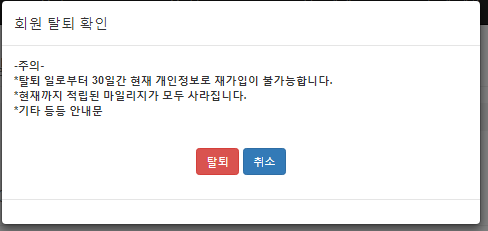 회원 탈퇴 확인
-주의-
*탈퇴 일로부터 30일간 현재 개인정보로 재가입이 불가능합니다.
*현재까지 적립된 마일리지가 모두 사라집니다.
*기타 등등 안내문
탈퇴 취소